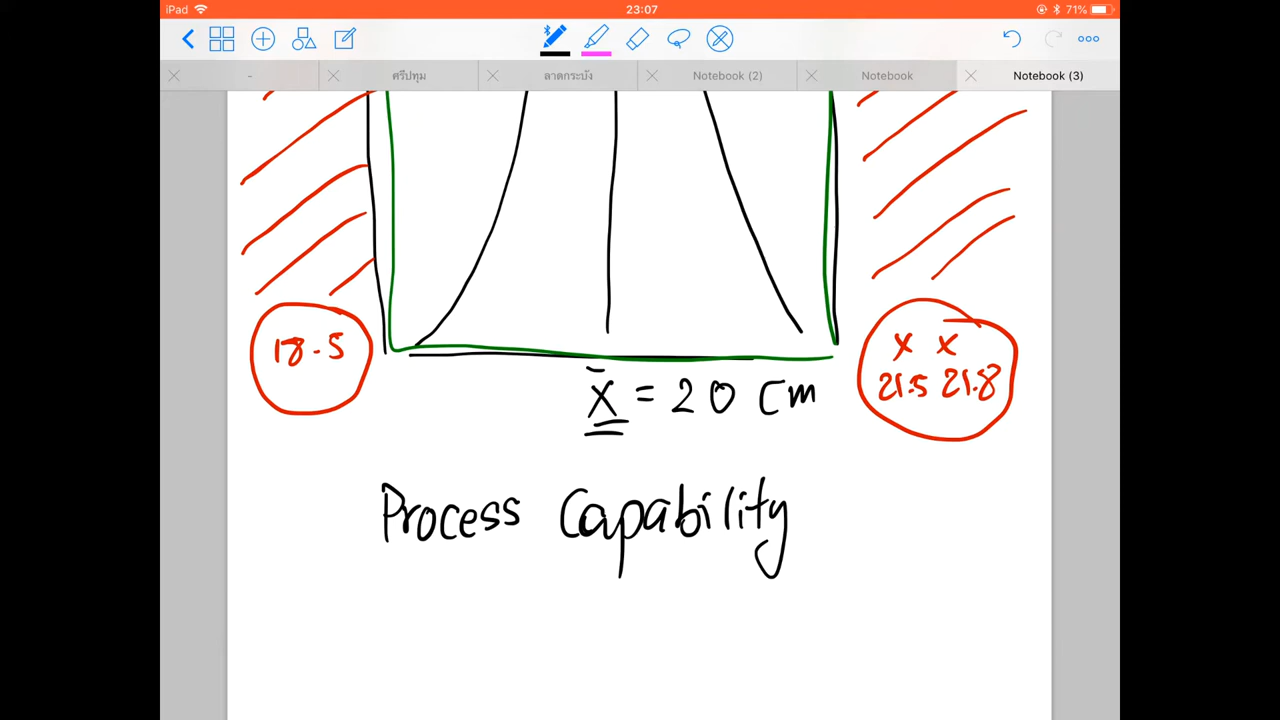 iPad 23:07 71%
- ศรีปทุม ลาดกระบัง Notebook (2) Notebook Notebook (3)
18.5
x x
21.5 21.8
x̄ = 20 cm
Process Capability